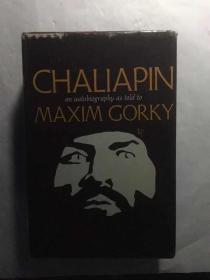 CHALIAPIN
an autobiography as told to
MAXIM GORKY